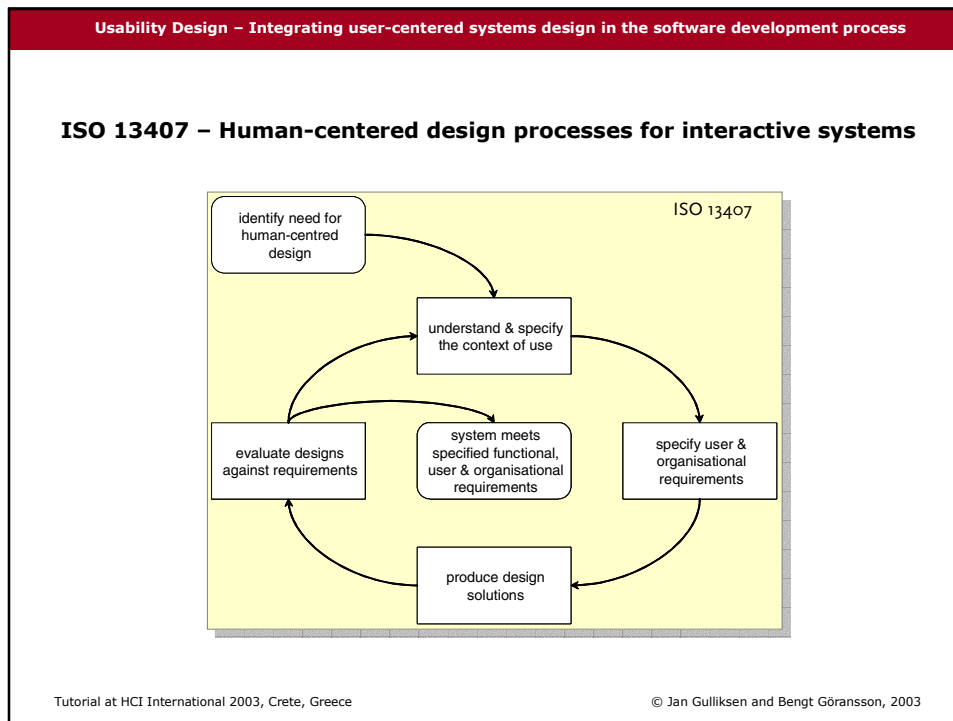 Usability Design – Integrating user-centered systems design in the software development process
ISO 13407 – Human-centered design processes for interactive systems
ISO 13407
identify need for
human-centred
design
understand & specify
the context of use
evaluate designs
against requirements
system meets
specified functional,
user & organisational
requirements
specify user &
organisational
requirements
produce design
solutions
Tutorial at HCI International 2003, Crete, Greece
© Jan Gulliksen and Bengt Göransson, 2003